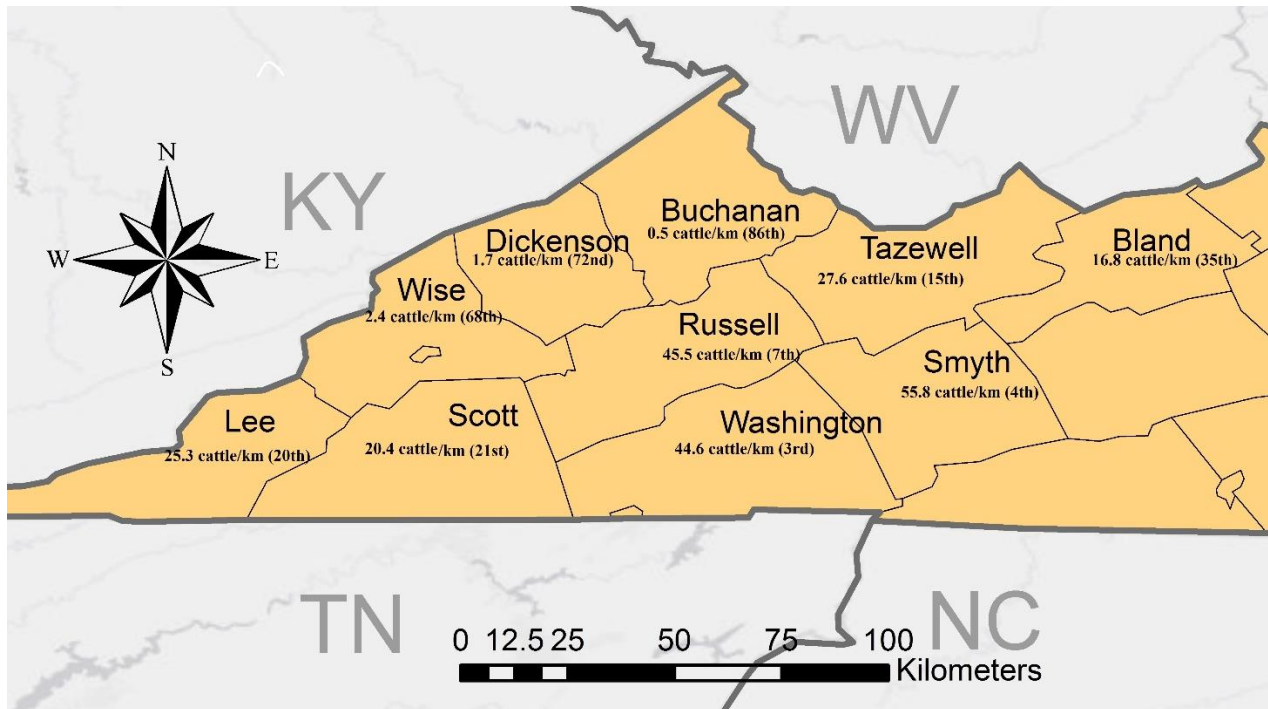 WV
KY
N
W
E
S
Buchanan
0.5 cattle/km (86th)
Dickenson
1.7 cattle/km (72nd)
Tazewell
27.6 cattle/km (15th)
Bland
16.8 cattle/km (35th)
Wise
2.4 cattle/km (68th)
Russell
45.5 cattle/km (7th)
Smyth
55.8 cattle/km (4th)
Lee
25.3 cattle/km (20th)
Scott
20.4 cattle/km (21st)
Washington
44.6 cattle/km (3rd)
TN
NC
0 12.5 25 50 75 100
Kilometers